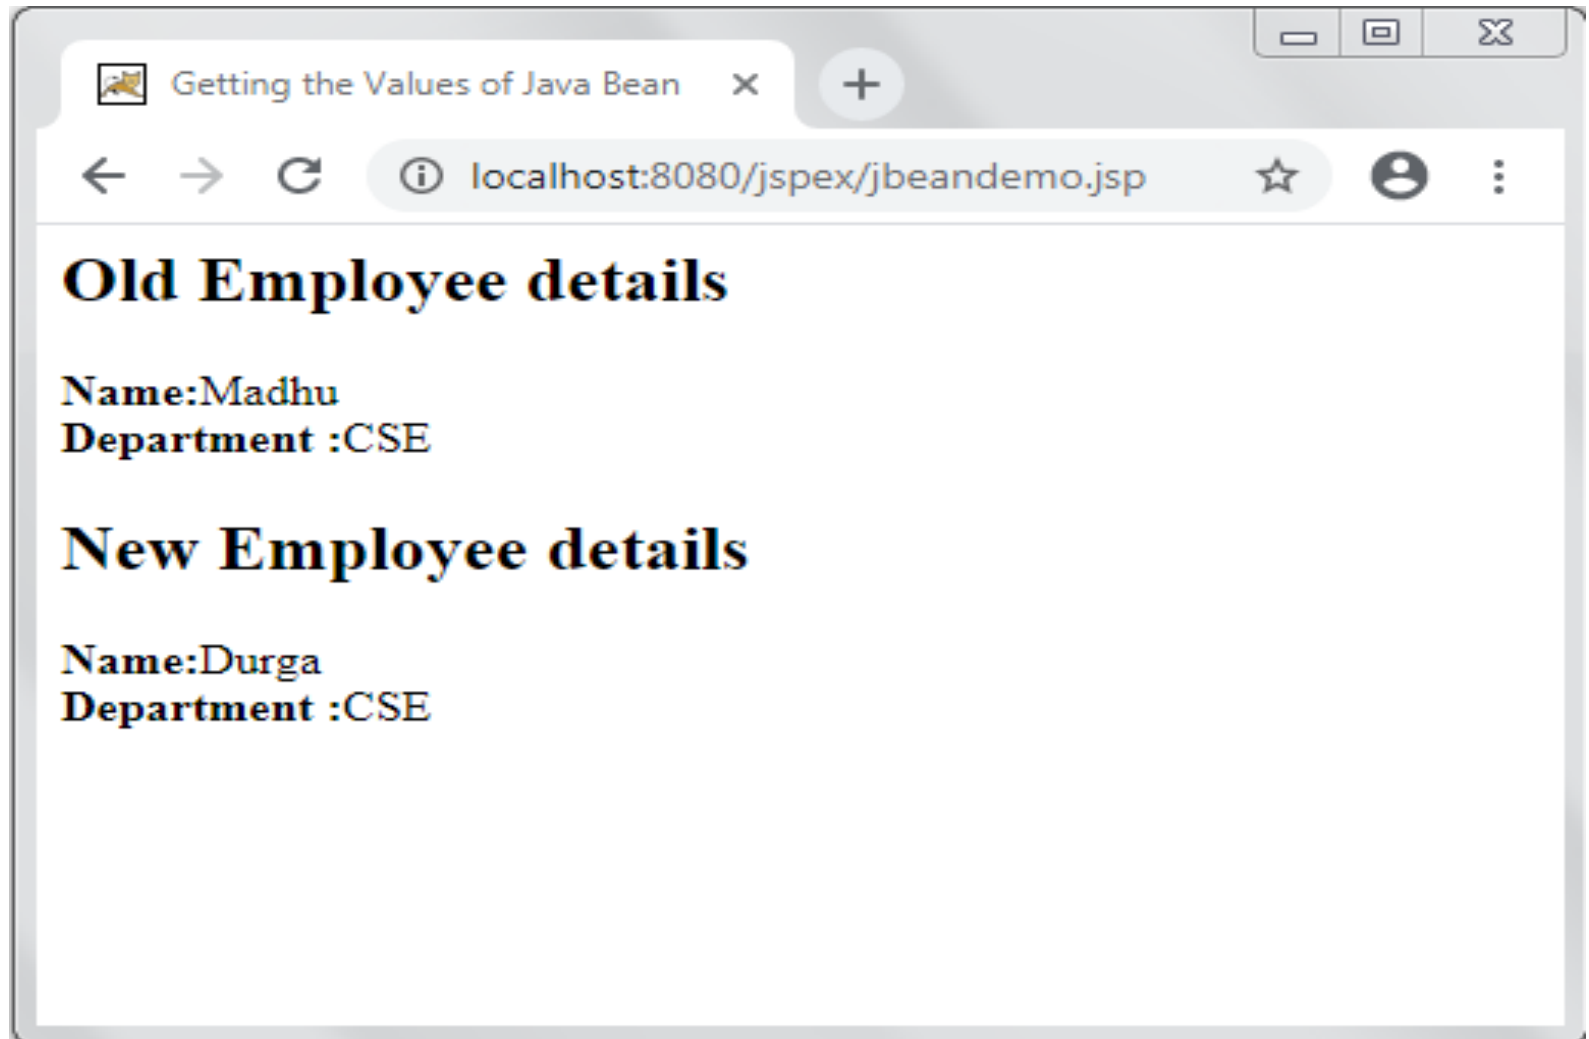 Getting the Values of Java Bean
localhost:8080/jspex/jbeandemo.jsp
Old Employee details
Name:Madhu
Department :CSE
New Employee details
Name:Durga
Department :CSE